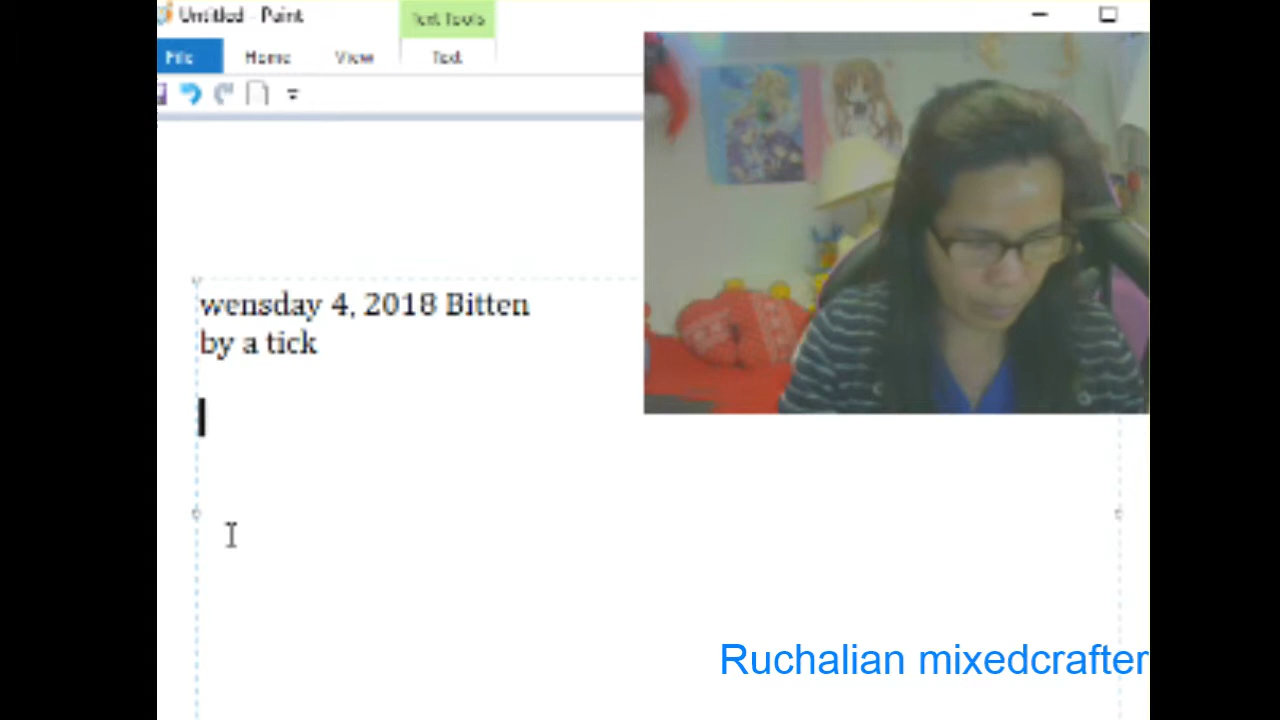 Untitled - Paint
Text Tools
File Home View Text
wensday 4, 2018 Bitten
by a tick
Ruchalian mixedcrafter